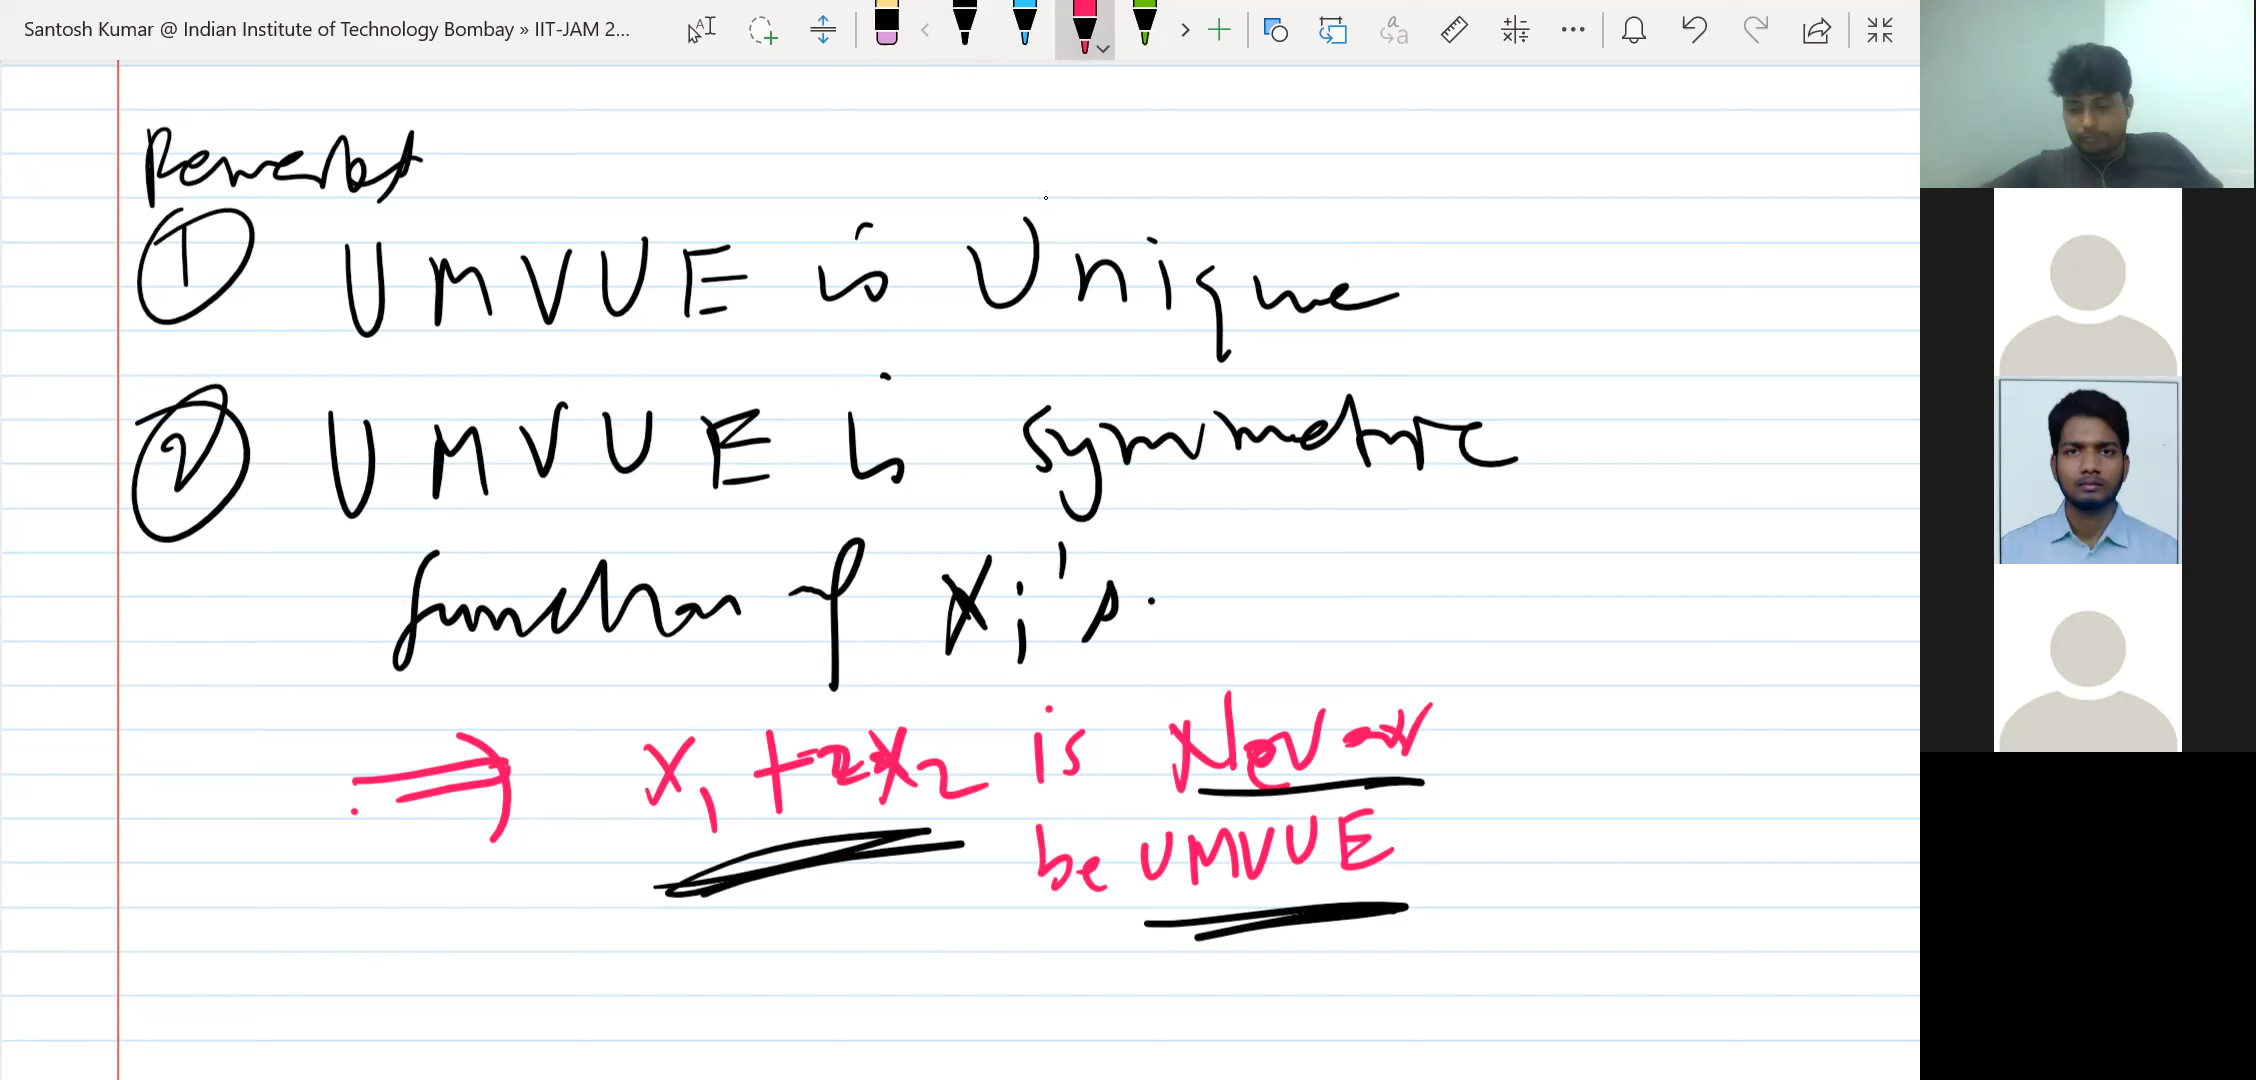 Santosh Kumar @ Indian Institute of Technology Bombay » IIT-JAM 2...
① UMVUE is Unique
② UMVUE is symmetric
function of Xi's.
⟹ X₁ + 2X₂ is Never
be UMVUE